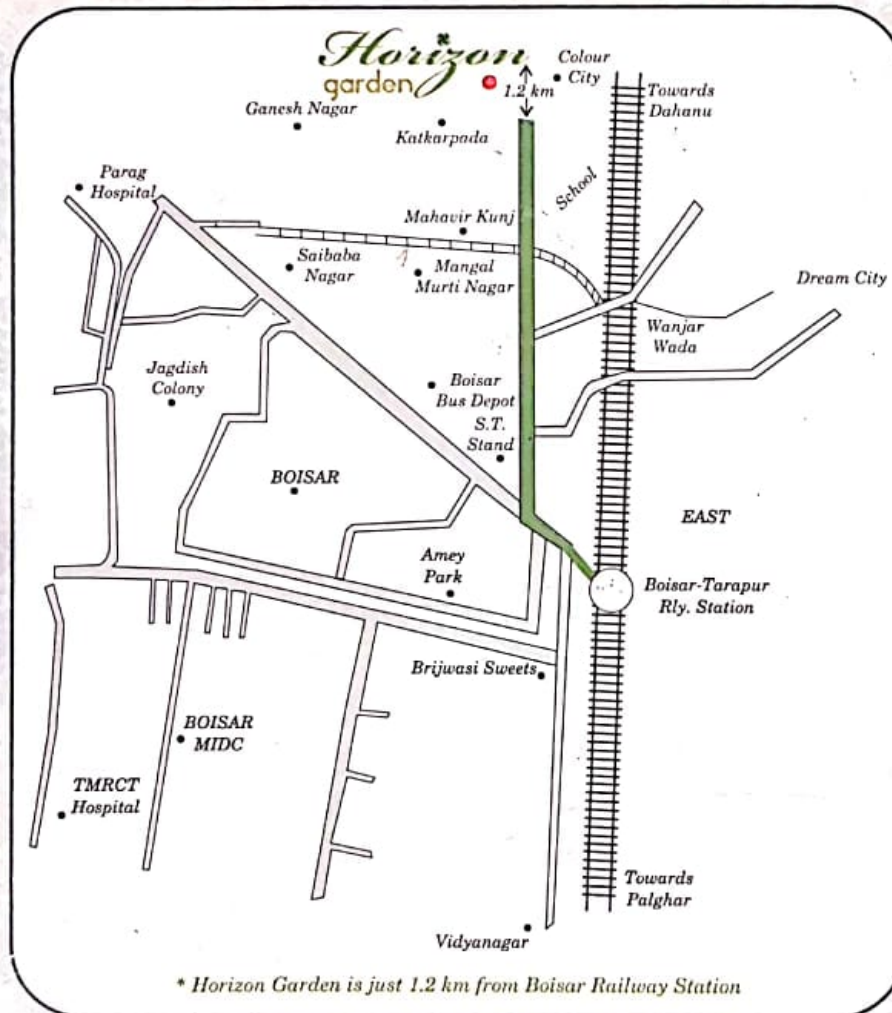 Horizon
garden
1.2 km
Colour
City
Towards
Dahanu
Ganesh Nagar
Katkarpada
School
Parag
Hospital
Mahavir Kunj
Saibaba
Nagar
Mangal
Murti Nagar
Dream City
Wanjar
Wada
Jagdish
Colony
Boisar
Bus Depot
S.T.
Stand
BOISAR
EAST
Amey
Park
Boisar-Tarapur
Rly. Station
Brijwasi Sweets
BOISAR
MIDC
TMRCT
Hospital
Towards
Palghar
Vidyanagar
* Horizon Garden is just 1.2 km from Boisar Railway Station